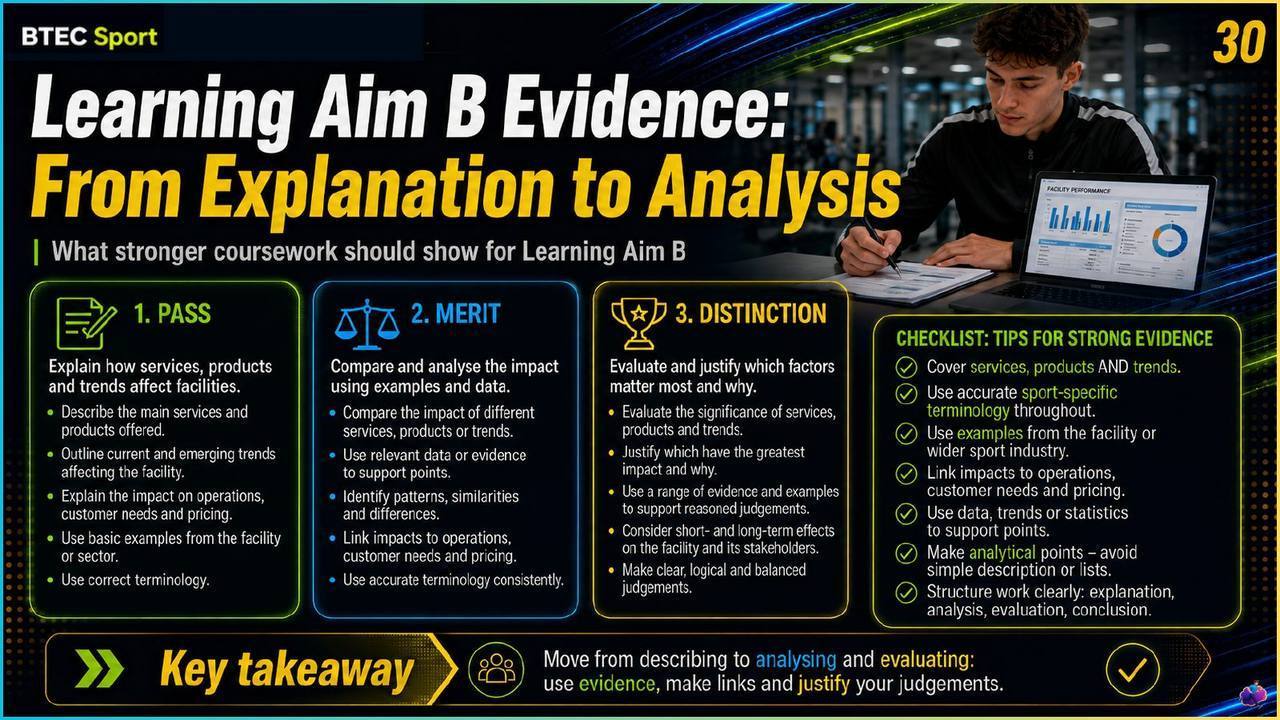 BTEC Sport
30
Learning Aim B Evidence:
From Explanation to Analysis
What stronger coursework should show for Learning Aim B
1. PASS
Explain how services, products
and trends affect facilities.
• Describe the main services and
products offered.
• Outline current and emerging trends
affecting the facility.
• Explain the impact on operations,
customer needs and pricing.
• Use basic examples from the facility
or sector.
• Use correct terminology.
2. MERIT
Compare and analyse the impact
using examples and data.
• Compare the impact of different
services, products or trends.
• Use relevant data or evidence
to support points.
• Identify patterns, similarities
and differences.
• Link impacts to operations,
customer needs and pricing.
• Use accurate terminology consistently.
3. DISTINCTION
Evaluate and justify which factors
matter most and why.
• Evaluate the significance of services,
products and trends.
• Justify which have the greatest
impact and why.
• Use a range of evidence and examples
to support reasoned judgements.
• Consider short- and long-term effects
on the facility and its stakeholders.
• Make clear, logical and balanced
judgements.
FACILITY PERFORMANCE
CHECKLIST: TIPS FOR STRONG EVIDENCE
Cover services, products AND trends.
Use accurate sport-specific
terminology throughout.
Use examples from the facility or
wider sport industry.
Link impacts to operations,
customer needs and pricing.
Use data, trends or statistics
to support points.
Make analytical points – avoid
simple description or lists.
Structure work clearly: explanation,
analysis, evaluation, conclusion.
Key takeaway
Move from describing to analysing and evaluating:
use evidence, make links and justify your judgements.